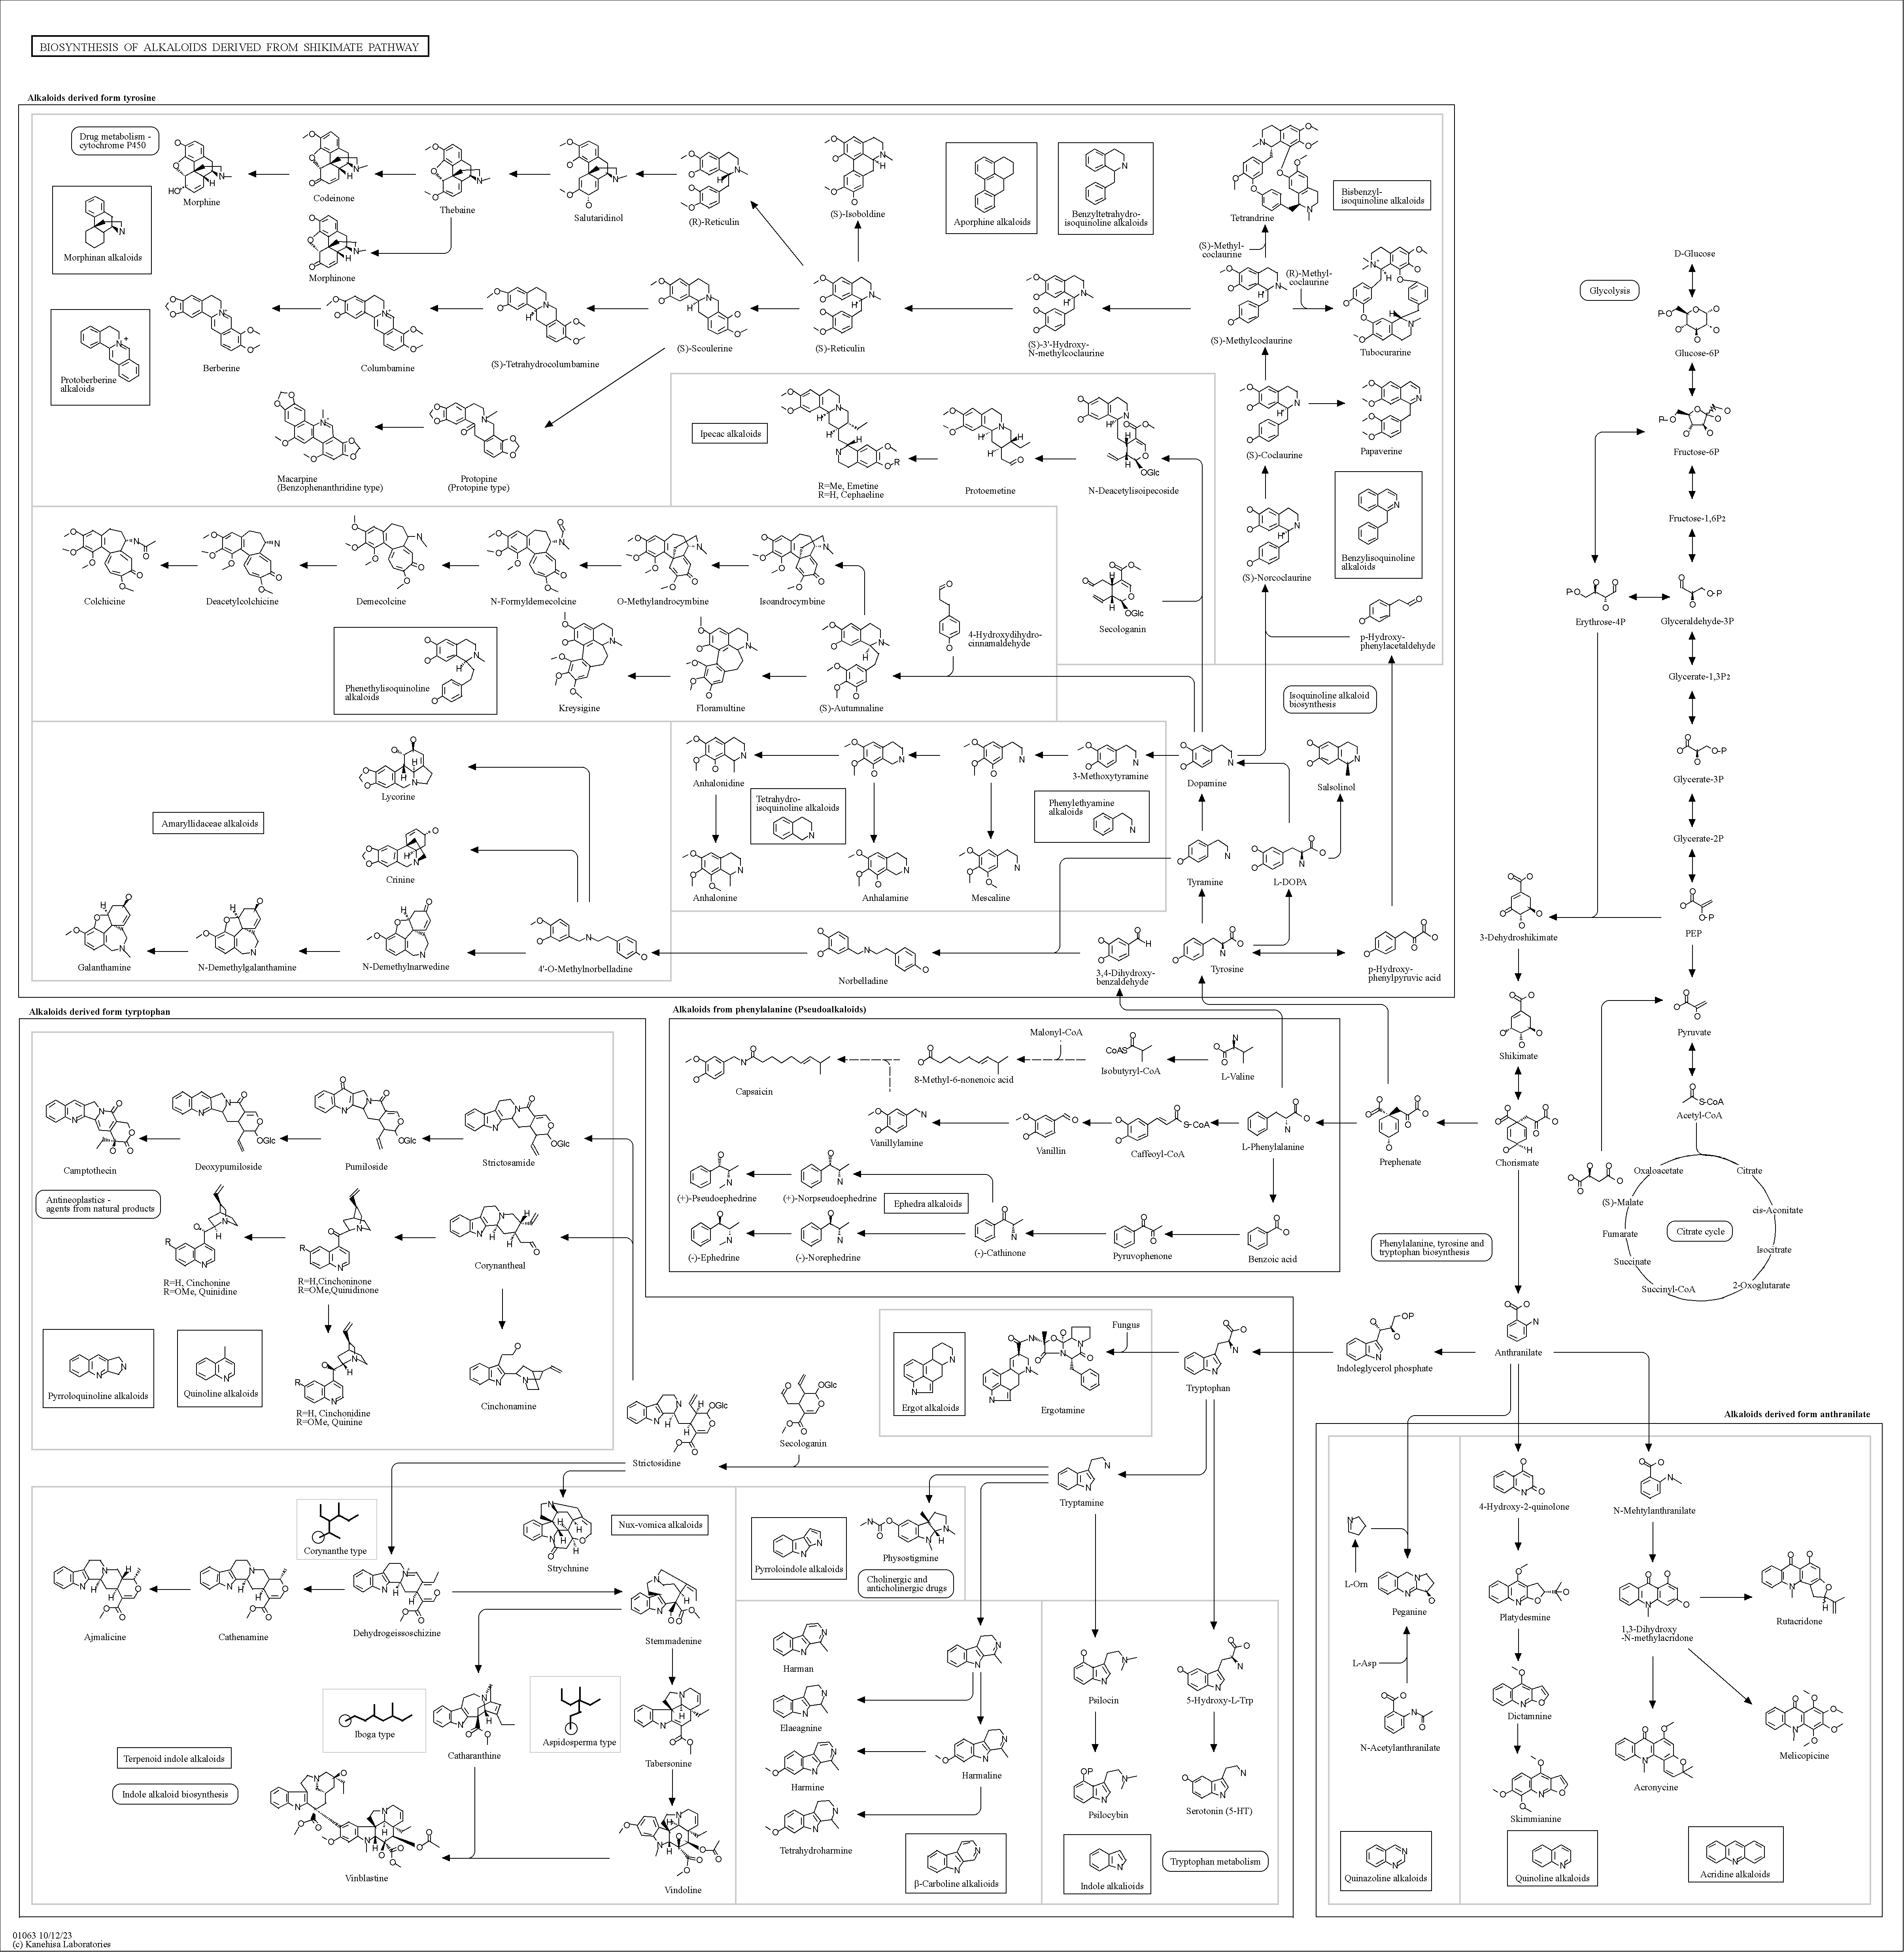 BIOSYNTHESIS OF ALKALOIDS DERIVED FROM SHIKIMATE PATHWAY
Alkaloids derived form tyrosine
Drug metabolism -
cytochrome P450
Morphine
Codeinone
Thebaine
Salutaridinol
(R)-Reticulin
(S)-Isoboldine
Aporphine alkaloids
Benzyltetrahydro-
isoquinoline alkaloids
Tetrandrine
Bisbenzyl-
isoquinoline alkaloids
Morphinan alkaloids
Morphinone
(S)-Methyl-
coclaurine
(R)-Methyl-
coclaurine
Protoberberine
alkaloids
Berberine
Columbamine
(S)-Tetrahydrocolumbamine
(S)-Scoulerine
(S)-Reticulin
(S)-3'-Hydroxy-
N-methylcoclaurine
(S)-Methylcoclaurine
Tubocurarine
Macarpine
(Benzophenanthridine type)
Protopine
(Protopine type)
Ipecac alkaloids
R=Me, Emetine
R=H, Cephaeline
Protoemetine
N-Deacetylisoipecoside
(S)-Coclaurine
Papaverine
Benzylisoquinoline
alkaloids
Colchicine
Deacetylcolchicine
Demecolcine
N-Formyldemecolcine
O-Methylandrocymbine
Isoandrocymbine
Secologanin
(S)-Norcoclaurine
p-Hydroxy-
phenylacetaldehyde
4-Hydroxydihydro-
cinnamaldehyde
Phenethylisoquinoline
alkaloids
Kreysigine
Floramultine
(S)-Autumnaline
Isoquinoline alkaloid
biosynthesis
Lycorine
Amaryllidaceae alkaloids
Crinine
Galanthamine
N-Demethylgalanthamine
N-Demethylnarwedine
4'-O-Methylnorbelladine
Norbelladine
Anhalonidine
3-Methoxytyramine
Dopamine
Salsolinol
Tetrahydro-
isoquinoline alkaloids
Phenylethyamine
alkaloids
Anhalonine
Anhalamine
Mescaline
Tyramine
L-DOPA
3,4-Dihydroxy-
benzaldehyde
Tyrosine
p-Hydroxy-
phenylpyruvic acid
D-Glucose
Glycolysis
Glucose-6P
Fructose-6P
Fructose-1,6P2
Erythrose-4P
Glyceraldehyde-3P
Glycerate-1,3P2
Glycerate-3P
Glycerate-2P
3-Dehydroshikimate
PEP
Shikimate
Pyruvate
Acetyl-CoA
Chorismate
Prephenate
Oxaloacetate
Citrate
(S)-Malate
cis-Aconitate
Fumarate
Citrate cycle
Isocitrate
Succinate
Succinyl-CoA
2-Oxoglutarate
Phenylalanine, tyrosine and
tryptophan biosynthesis
Alkaloids from phenylalanine (Pseudoalkaloids)
Malonyl-CoA
Capsaicin
8-Methyl-6-nonenoic acid
Isobutyryl-CoA
L-Valine
Vanillylamine
Vanillin
Caffeoyl-CoA
L-Phenylalanine
(+)-Pseudoephedrine
(+)-Norpseudoephedrine
Ephedra alkaloids
(-)-Ephedrine
(-)-Norephedrine
(-)-Cathinone
Pyruvophenone
Benzoic acid
Alkaloids derived form tyrptophan
Camptothecin
Deoxypumiloside
Pumiloside
Strictosamide
Antineoplastics -
agents from natural products
R=H, Cinchonine
R=OMe, Quinidine
R=H,Cinchoninone
R=OMe,Quinidinone
Corynantheal
Pyrroloquinoline alkaloids
Quinoline alkaloids
R=H, Cinchonidine
R=OMe, Quinine
Cinchonamine
Strictosidine
Secologanin
Ergot alkaloids
Ergotamine
Fungus
Tryptophan
Indoleglycerol phosphate
Anthranilate
Tryptamine
Corynanthe type
Strychnine
Nux-vomica alkaloids
Pyrroloindole alkaloids
Physostigmine
Cholinergic and
anticholinergic drugs
Ajmalicine
Cathenamine
Dehydrogeissoschizine
Stemmadenine
Iboga type
Catharanthine
Aspidosperma type
Tabersonine
Terpenoid indole alkaloids
Indole alkaloid biosynthesis
Vinblastine
Vindoline
Harman
Elaeagnine
Harmine
Harmaline
Tetrahydroharmine
β-Carboline alkalioids
Psilocin
5-Hydroxy-L-Trp
Psilocybin
Serotonin (5-HT)
Indole alkalioids
Tryptophan metabolism
Alkaloids derived form anthranilate
4-Hydroxy-2-quinolone
N-Mehtylanthranilate
L-Orn
Peganine
Platydesmine
1,3-Dihydroxy
-N-methylacridone
Rutacridone
L-Asp
N-Acetylanthranilate
Dictamnine
Acronycine
Melicopicine
Skimmianine
Quinazoline alkaloids
Quinoline alkaloids
Acridine alkaloids
01063 10/12/23
(c) Kanehisa Laboratories